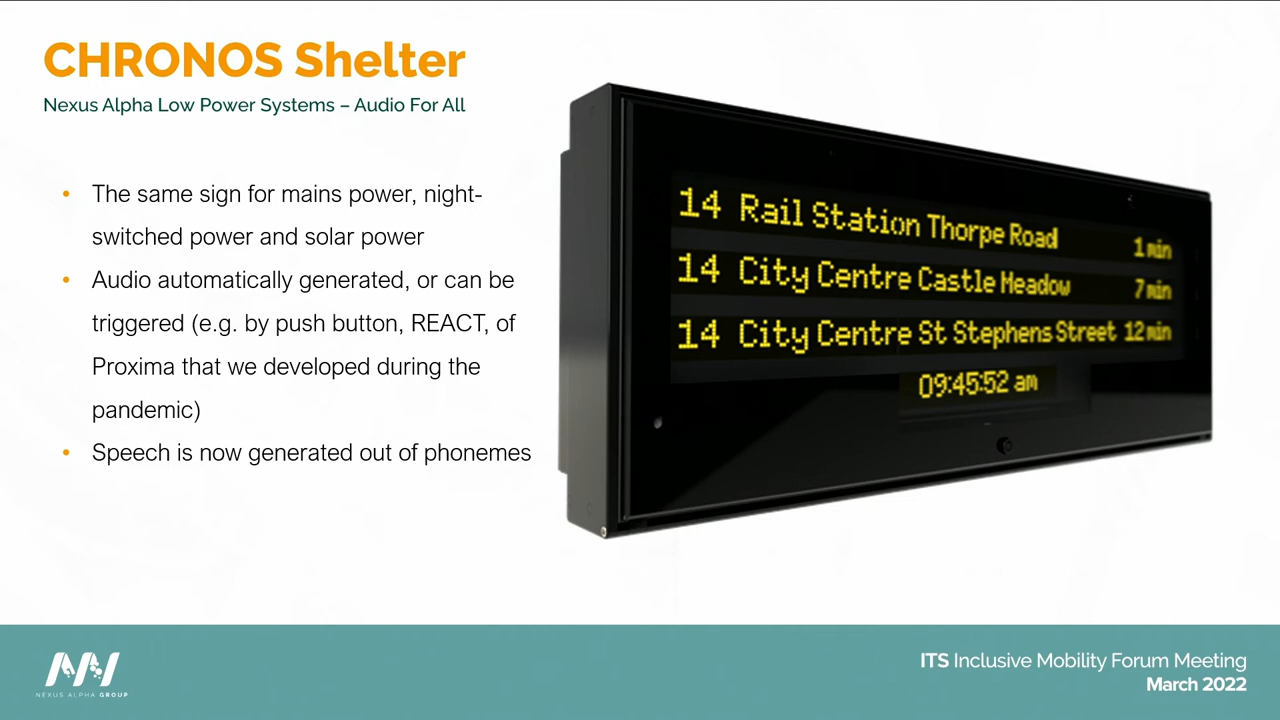 CHRONOS Shelter
Nexus Alpha Low Power Systems – Audio For All
• The same sign for mains power, night-
switched power and solar power
• Audio automatically generated, or can be
triggered (e.g. by push button, REACT, of
Proxima that we developed during the
pandemic)
• Speech is now generated out of phonemes
14 Rail Station Thorpe Road 1 min
14 City Centre Castle Meadow 7 min
14 City Centre St Stephens Street 12 min
09:45:52 am
NEXUS ALPHA GROUP
ITS Inclusive Mobility Forum Meeting
March 2022